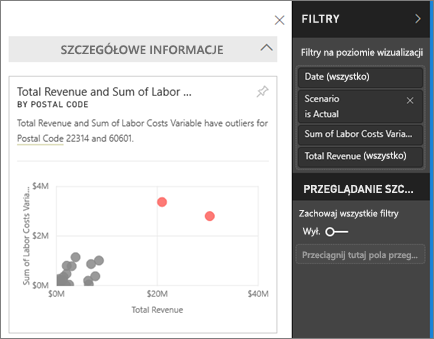 SZCZEGÓŁOWE INFORMACJE
Total Revenue and Sum of Labor ...
BY POSTAL CODE
Total Revenue and Sum of Labor Costs Variable have outliers for
Postal Code 22314 and 60601.
Sum of Labor Costs Varia...
$4M
$2M
$0M
$0M
$20M
$40M
Total Revenue
FILTRY
Filtry na poziomie wizualizacji
Date (wszystko)
Scenario
is Actual
Sum of Labor Costs Varia...
Total Revenue (wszystko)
PRZEGLĄDANIE SZC...
Zachowaj wszystkie filtry
Wył.
Przeciągnij tutaj pola przeg...